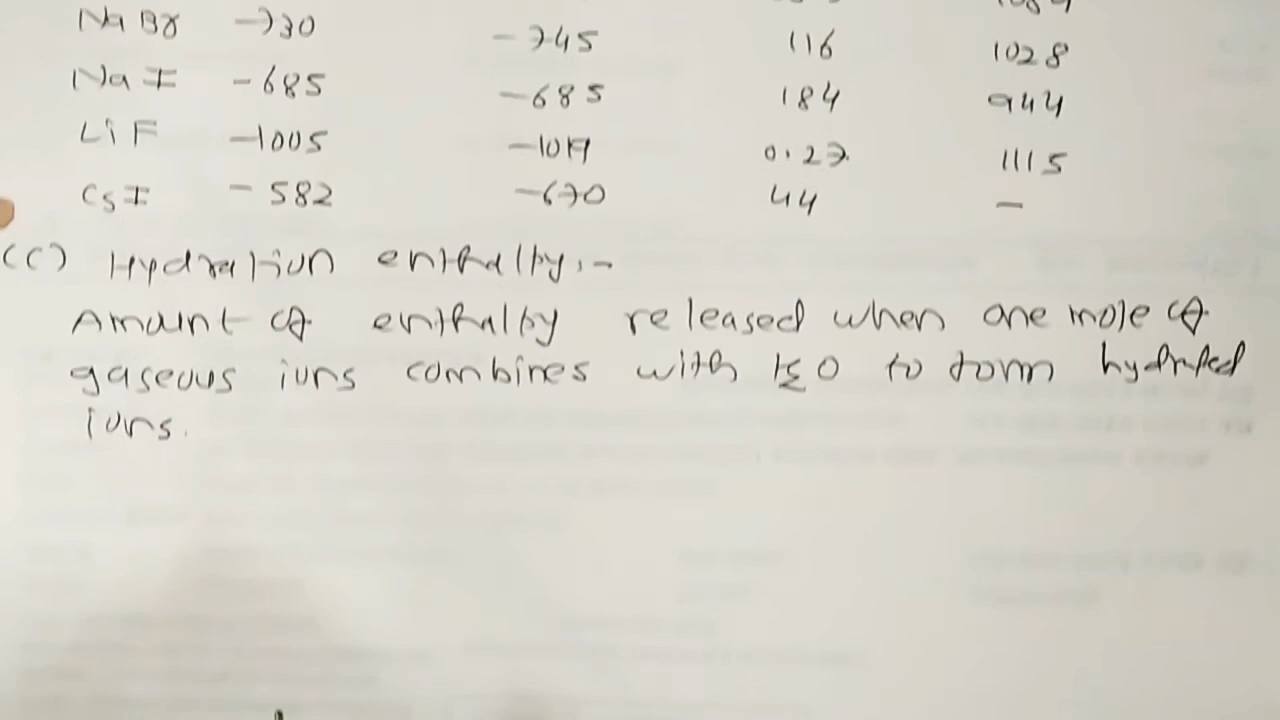 NaBr -730 -745 116 1028
NaI -685 -685 184 944
LiF -1005 -1017 0.27 1115
CsI -582 -670 44 -
(C) Hydration enthalpy:-
Amount of enthalpy released when one mole of
gaseous ions combines with H2O to form hydrated
ions.